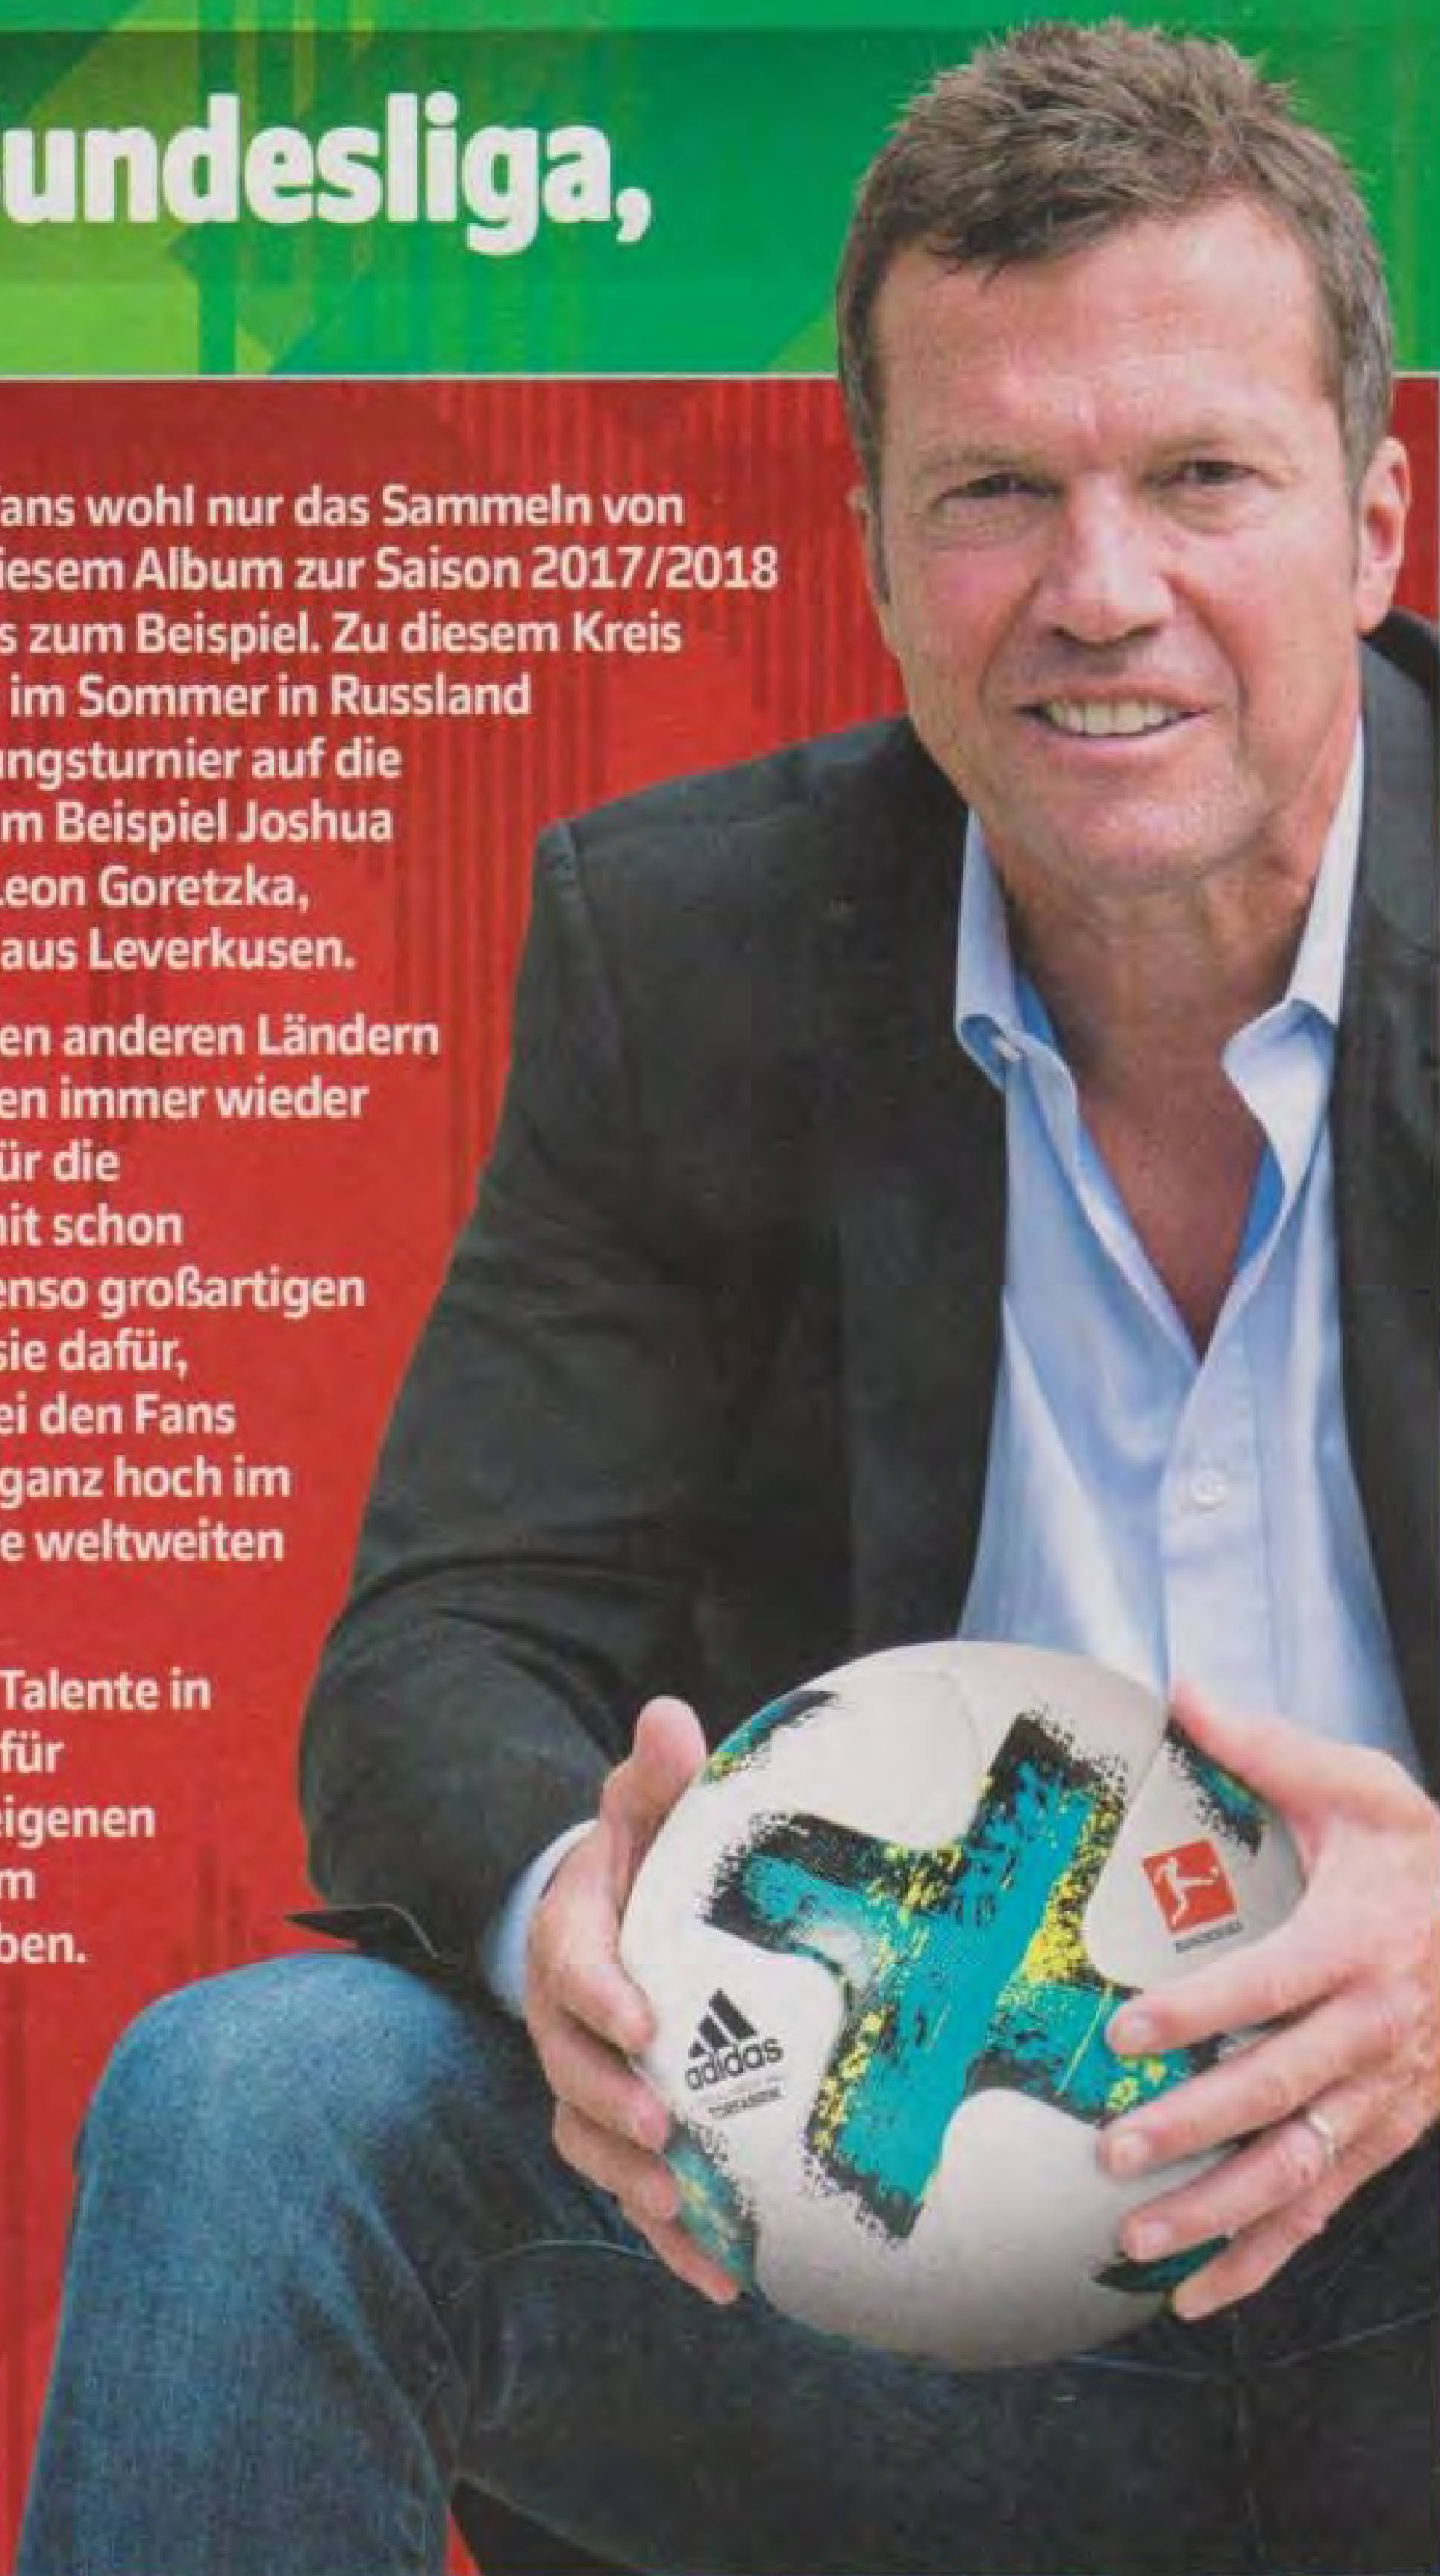 undesliga,
ans wohl nur das Sammeln von
iesem Album zur Saison 2017/2018
s zum Beispiel. Zu diesem Kreis
im Sommer in Russland
ungsturnier auf die
m Beispiel Joshua
Leon Goretzka,
aus Leverkusen.
en anderen Ländern
en immer wieder
ür die
nit schon
enso großartigen
sie dafür,
ei den Fans
ganz hoch im
e weltweiten
Talente in
für
eigenen
m
ben.
adidas